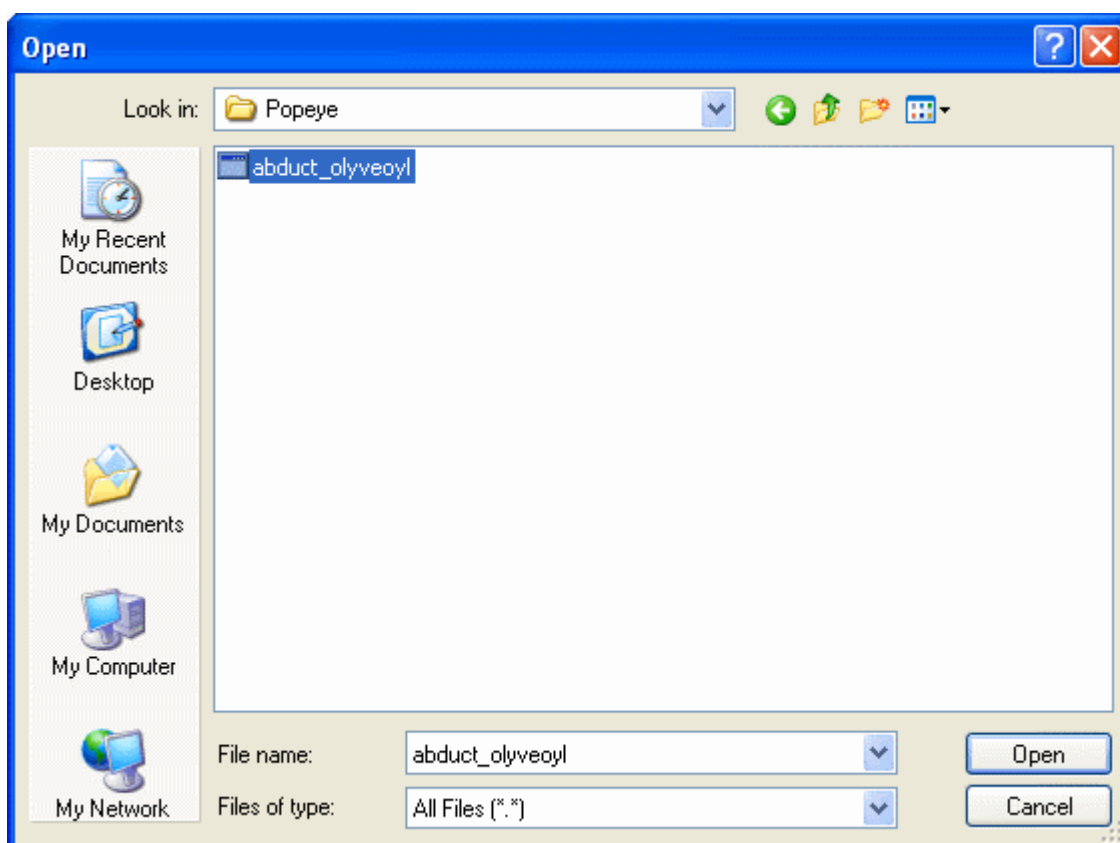 Open
Look in: Popeye
abduct_olyveoyl
My Recent
Documents
Desktop
My Documents
My Computer
My Network
File name: abduct_olyveoyl Open
Files of type: All Files (*.*) Cancel